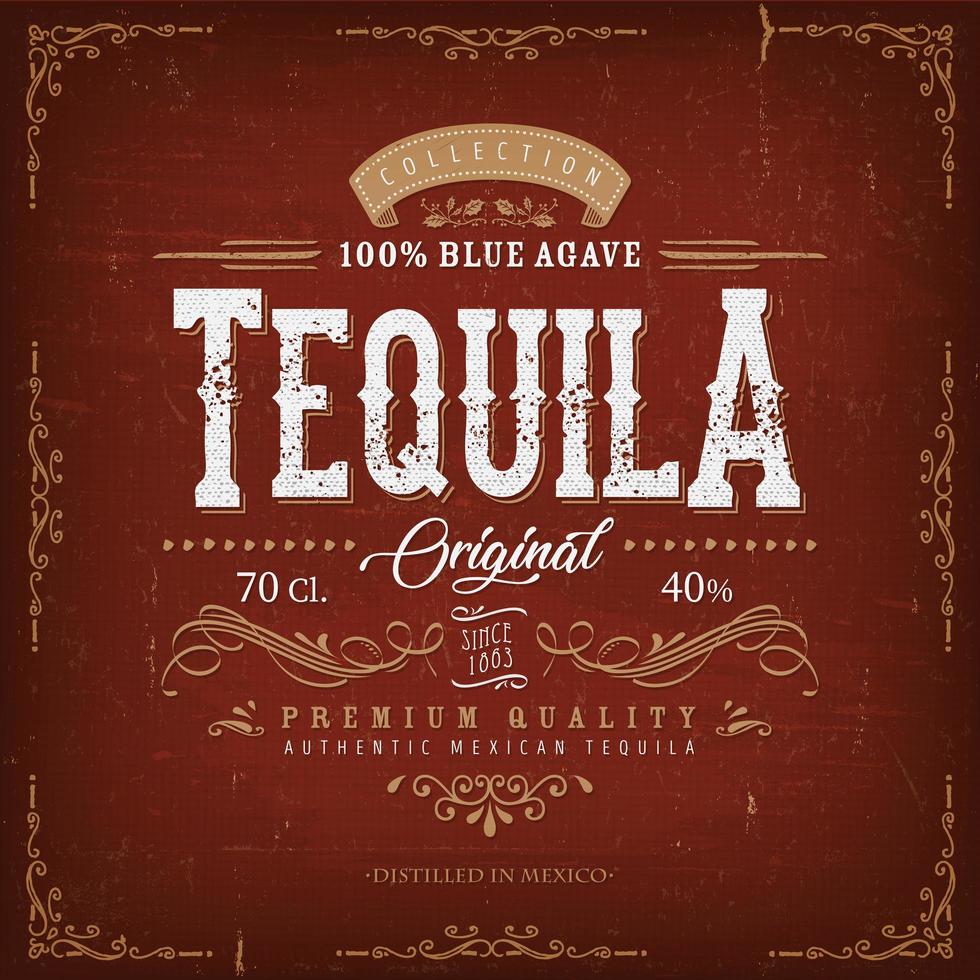 COLLECTION
100% BLUE AGAVE
TEQUILA
Original
70 Cl.
40%
SINCE
1863
PREMIUM QUALITY
AUTHENTIC MEXICAN TEQUILA
·DISTILLED IN MEXICO·